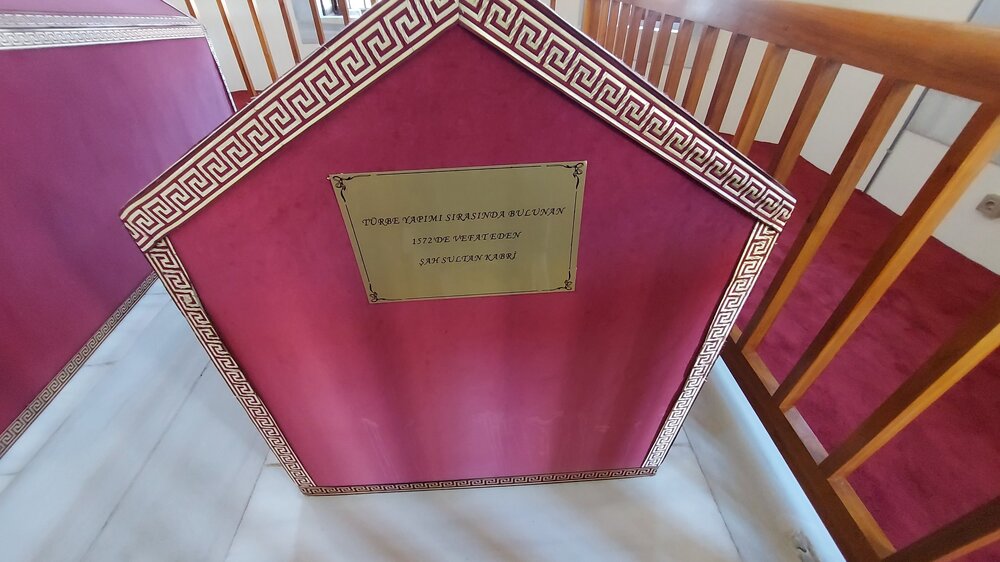 TÜRBE YAPIMI SIRASINDA BULUNAN
1572'DE VEFAT EDEN
ŞAH SULTAN KABRİ